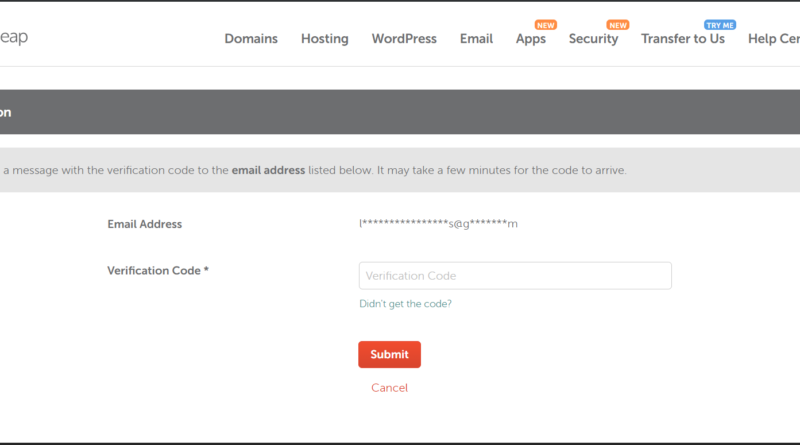 NEW NEW TRY ME
eap Domains Hosting WordPress Email Apps Security Transfer to Us Help Cen
on
a message with the verification code to the email address listed below. It may take a few minutes for the code to arrive.
Email Address l****************s@g*******m
Verification Code * Verification Code
Didn't get the code?
Submit
Cancel